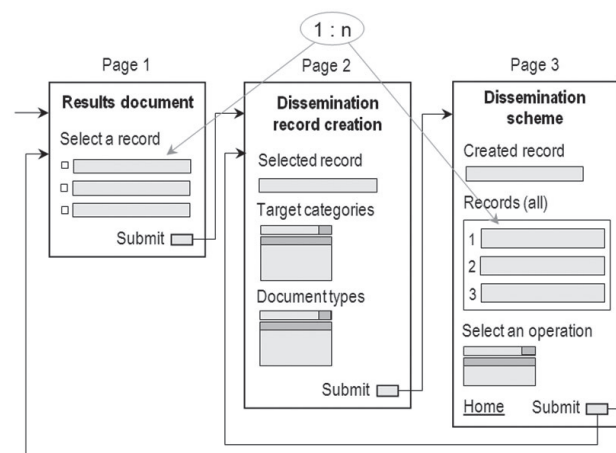 1 : n
Page 1
Results document
Select a record
Submit
Page 2
Dissemination
record creation
Selected record
Target categories
Document types
Submit
Page 3
Dissemination
scheme
Created record
Records (all)
1
2
3
Select an operation
Home Submit